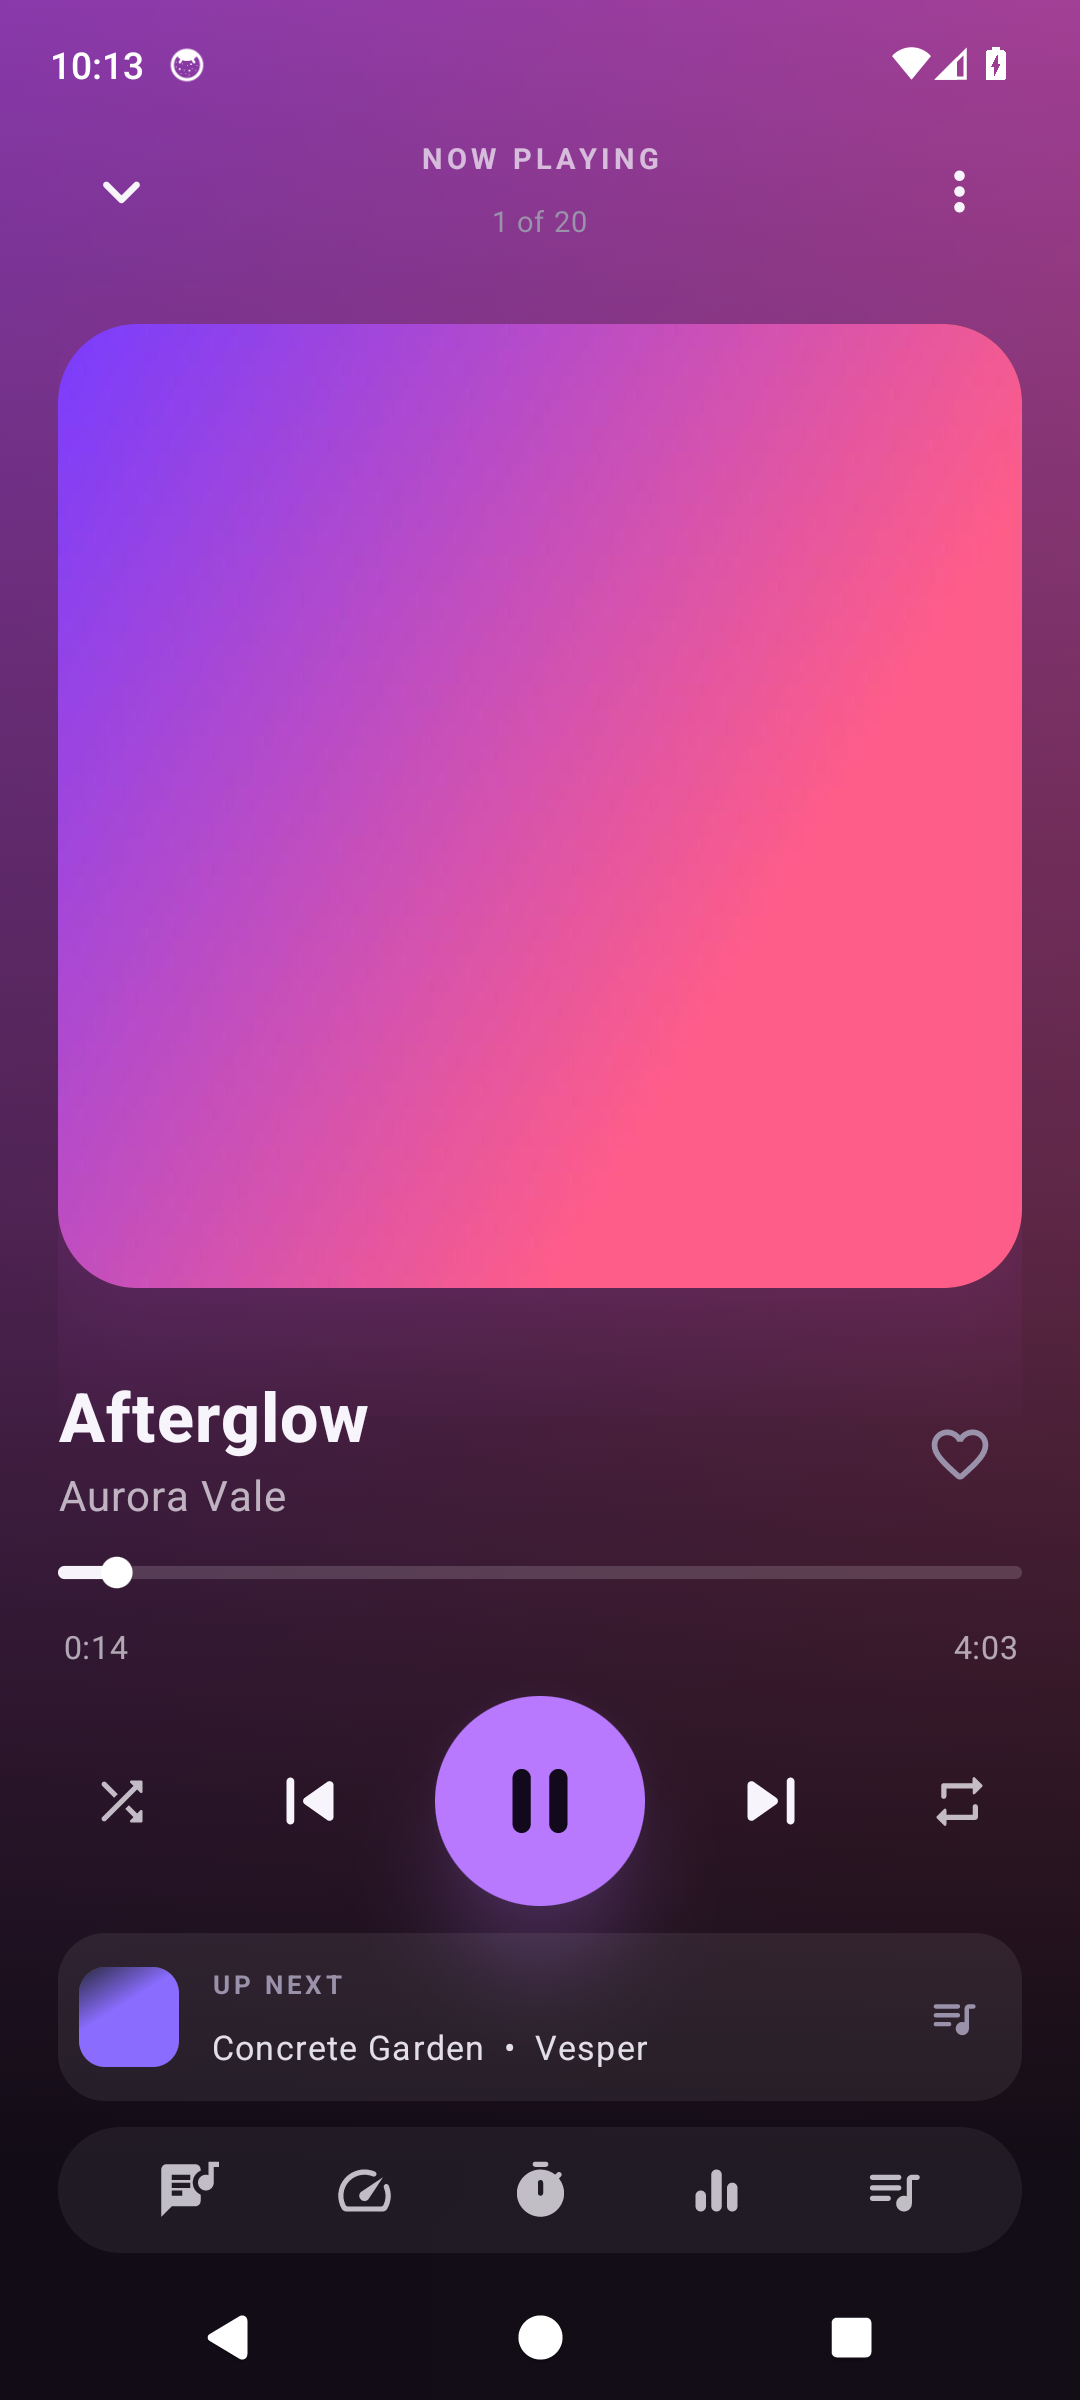 10:13
NOW PLAYING
1 of 20
Afterglow
Aurora Vale
0:14
4:03
UP NEXT
Concrete Garden • Vesper